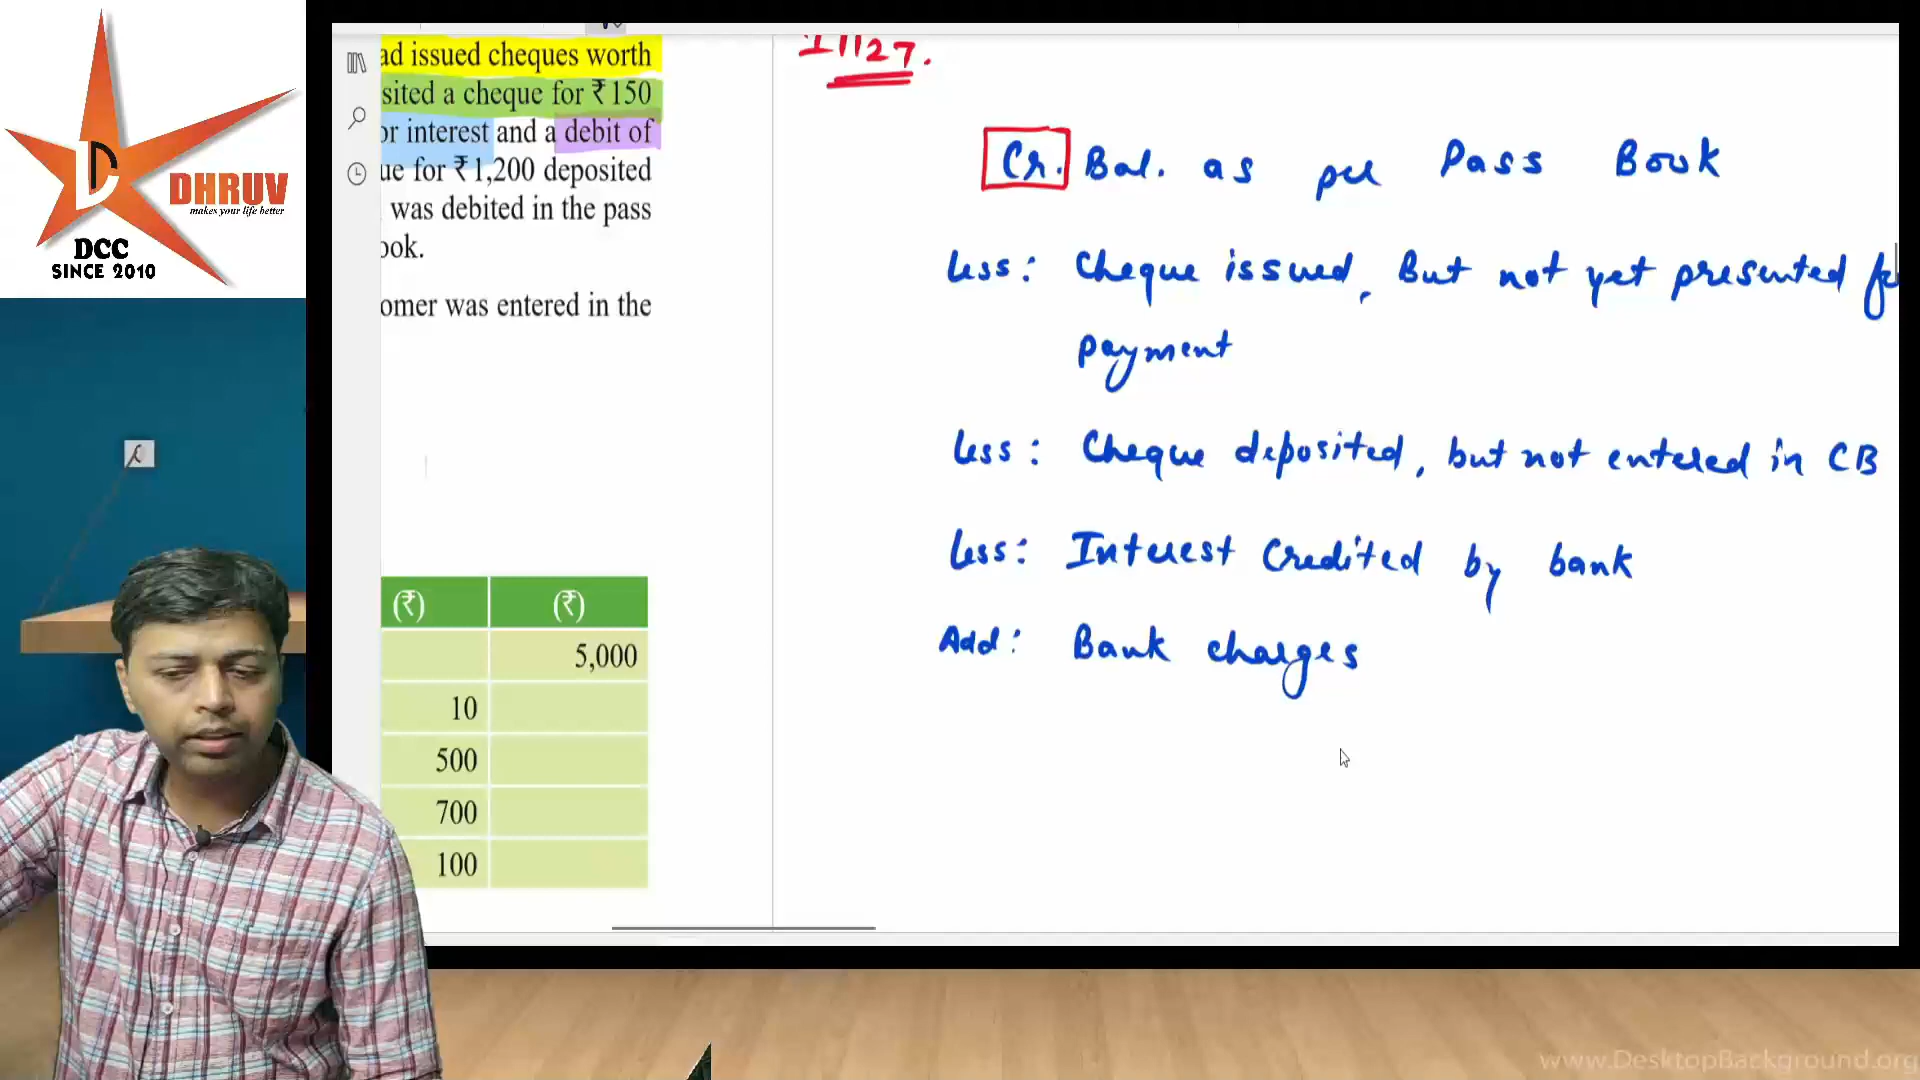 DHRUV
makes your life better
DCC
SINCE 2010
ad issued cheques worth
sited a cheque for ₹150
or interest and a debit of
ue for ₹1,200 deposited
was debited in the pass
ook.
omer was entered in the
(₹) (₹)
5,000
10
500
700
100
Ill 27.
Cr. Bal. as per Pass Book
Less: Cheque issued, But not yet presented fo
payment
Less: Cheque deposited, but not entered in CB
Less: Interest Credited by bank
Add: Bank charges
www.DesktopBackground.org